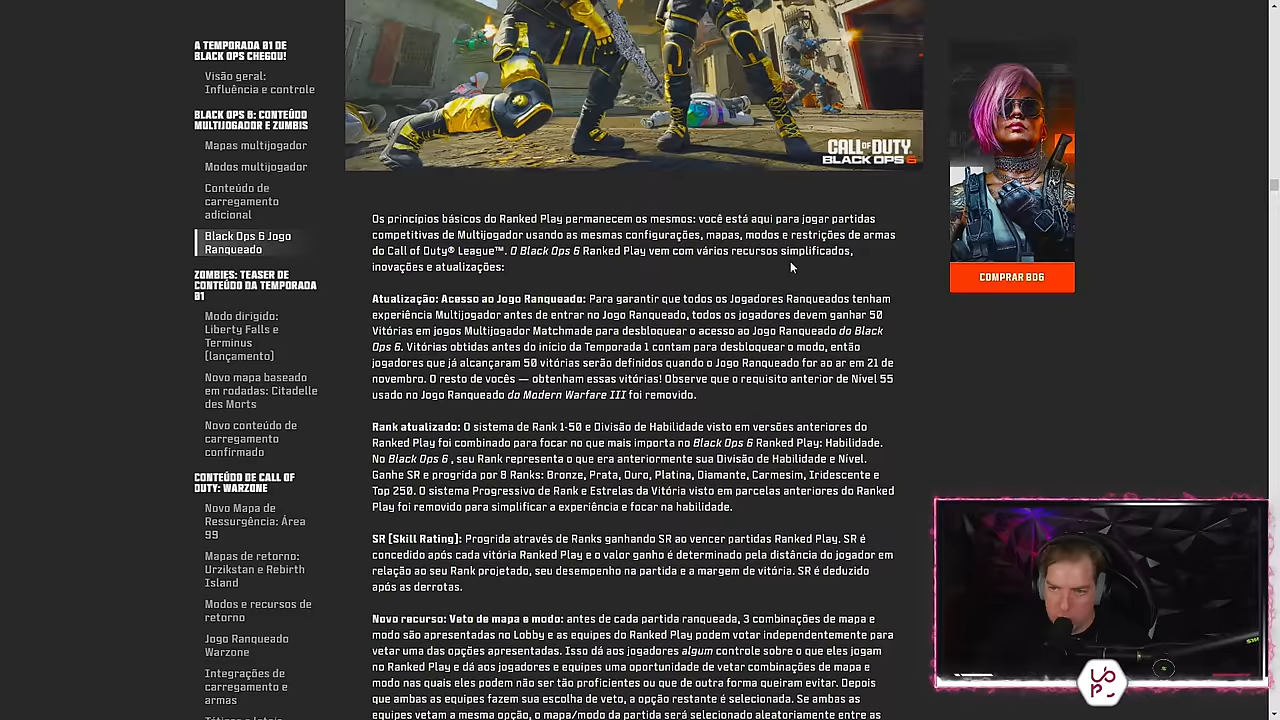 A TEMPORADA 01 DE
BLACK OPS CHEGOU!
Visão geral:
Influência e controle
BLACK OPS 6: CONTEÚDO
MULTIJOGADOR E ZUMBIS
Mapas multijogador
Modos multijogador
Conteúdo de
carregamento
adicional
Black Ops 6 Jogo
Ranqueado
ZOMBIES: TEASER DE
CONTEÚDO DA TEMPORADA
01
Modo dirigido:
Liberty Falls e
Terminus
(lançamento)
Novo mapa baseado
em rodadas: Citadelle
des Morts
Novo conteúdo de
carregamento
confirmado
CONTEÚDO DE CALL OF
DUTY: WARZONE
Novo Mapa de
Ressurgência: Área
99
Mapas de retorno:
Urzikstan e Rebirth
Island
Modos e recursos de
retorno
Jogo Ranqueado
Warzone
Integrações de
carregamento e
armas
CALL OF DUTY
BLACK OPS 6
Os princípios básicos do Ranked Play permanecem os mesmos: você está aqui para jogar partidas
competitivas de Multijogador usando as mesmas configurações, mapas, modos e restrições de armas
do Call of Duty® League™. O Black Ops 6 Ranked Play vem com vários recursos simplificados,
inovações e atualizações:
Atualização: Acesso ao Jogo Ranqueado: Para garantir que todos os Jogadores Ranqueados tenham
experiência Multijogador antes de entrar no Jogo Ranqueado, todos os jogadores devem ganhar 50
Vitórias em jogos Multijogador Matchmade para desbloquear o acesso ao Jogo Ranqueado do Black
Ops 6. Vitórias obtidas antes do início da Temporada 1 contam para desbloquear o modo, então
jogadores que já alcançaram 50 vitórias serão definidos quando o Jogo Ranqueado for ao ar em 21 de
novembro. O resto de vocês — obtenham essas vitórias! Observe que o requisito anterior de Nível 55
usado no Jogo Ranqueado do Modern Warfare III foi removido.
Rank atualizado: O sistema de Rank 1-50 e Divisão de Habilidade visto em versões anteriores do
Ranked Play foi combinado para focar no que mais importa no Black Ops 6 Ranked Play: Habilidade.
No Black Ops 6 , seu Rank representa o que era anteriormente sua Divisão de Habilidade e Nível.
Ganhe SR e progrida por 8 Ranks: Bronze, Prata, Ouro, Platina, Diamante, Carmesim, Iridescente e
Top 250. O sistema Progressivo de Rank e Estrelas da Vitória visto em parcelas anteriores do Ranked
Play foi removido para simplificar a experiência e focar na habilidade.
SR [Skill Rating]: Progrida através de Ranks ganhando SR ao vencer partidas Ranked Play. SR é
concedido após cada vitória Ranked Play e o valor ganho é determinado pela distância do jogador em
relação ao seu Rank projetado, seu desempenho na partida e a margem de vitória. SR é deduzido
após as derrotas.
Novo recurso: Veto de mapa e modo: antes de cada partida ranqueada, 3 combinações de mapa e
modo são apresentadas no Lobby e as equipes do Ranked Play podem votar independentemente para
vetar uma das opções apresentadas. Isso dá aos jogadores algum controle sobre o que eles jogam
no Ranked Play e dá aos jogadores e equipes uma oportunidade de vetar combinações de mapa e
modo nos quais eles podem não ser tão proficientes ou que de outra forma queiram evitar. Depois
que ambas as equipes fazem sua escolha de veto, a opção restante é selecionada. Se ambas as
equipes vetam a mesma opção, o mapa/modo da partida será selecionado aleatoriamente entre as
COMPRAR BO6